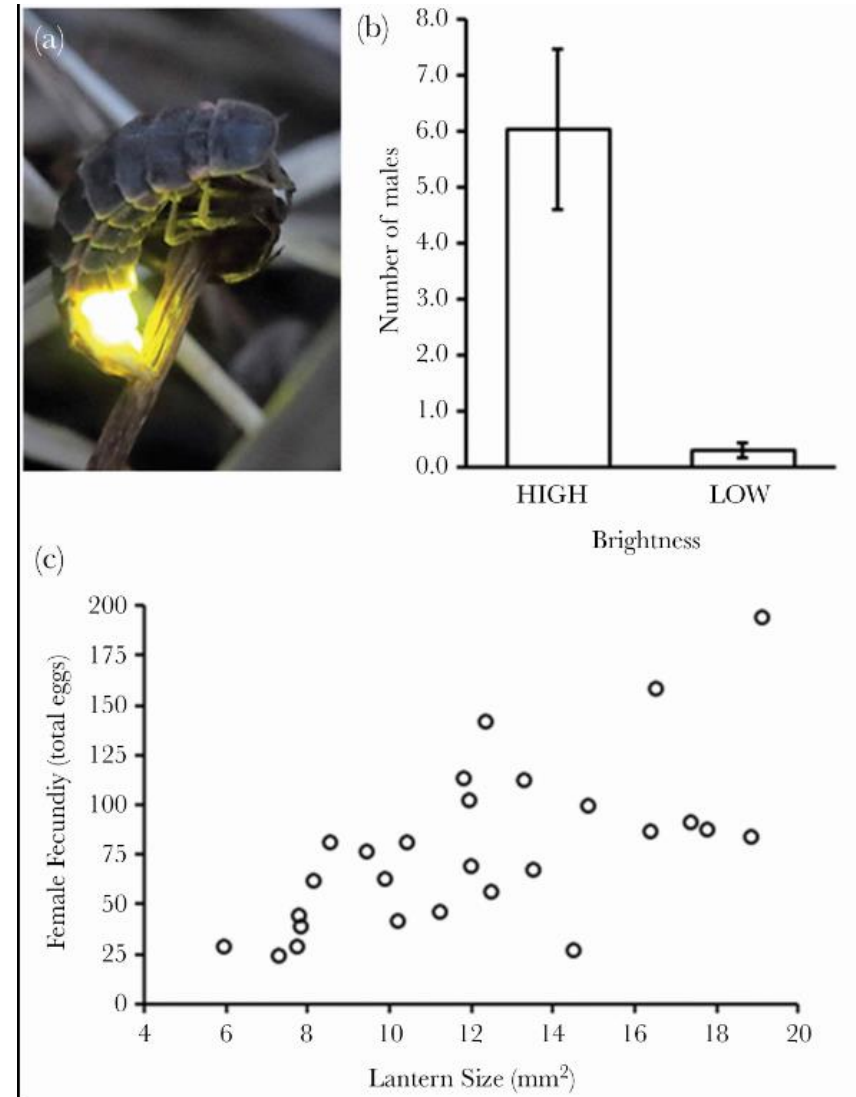 (a)
(b)
8.0
7.0
6.0
5.0
4.0
3.0
2.0
1.0
0.0
Number of males
HIGH LOW
Brightness
(c)
200
175
150
125
100
75
50
25
0
Female Fecundiy (total eggs)
4 6 8 10 12 14 16 18 20
Lantern Size (mm²)